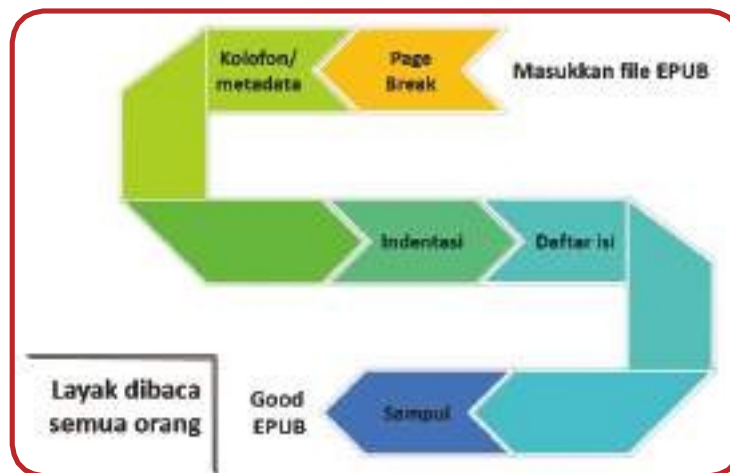 Masukkan file EPUB
Page
Break
Kolofon/
metadata
Indentasi
Daftar isi
Sampul
Good
EPUB
Layak dibaca
semua orang